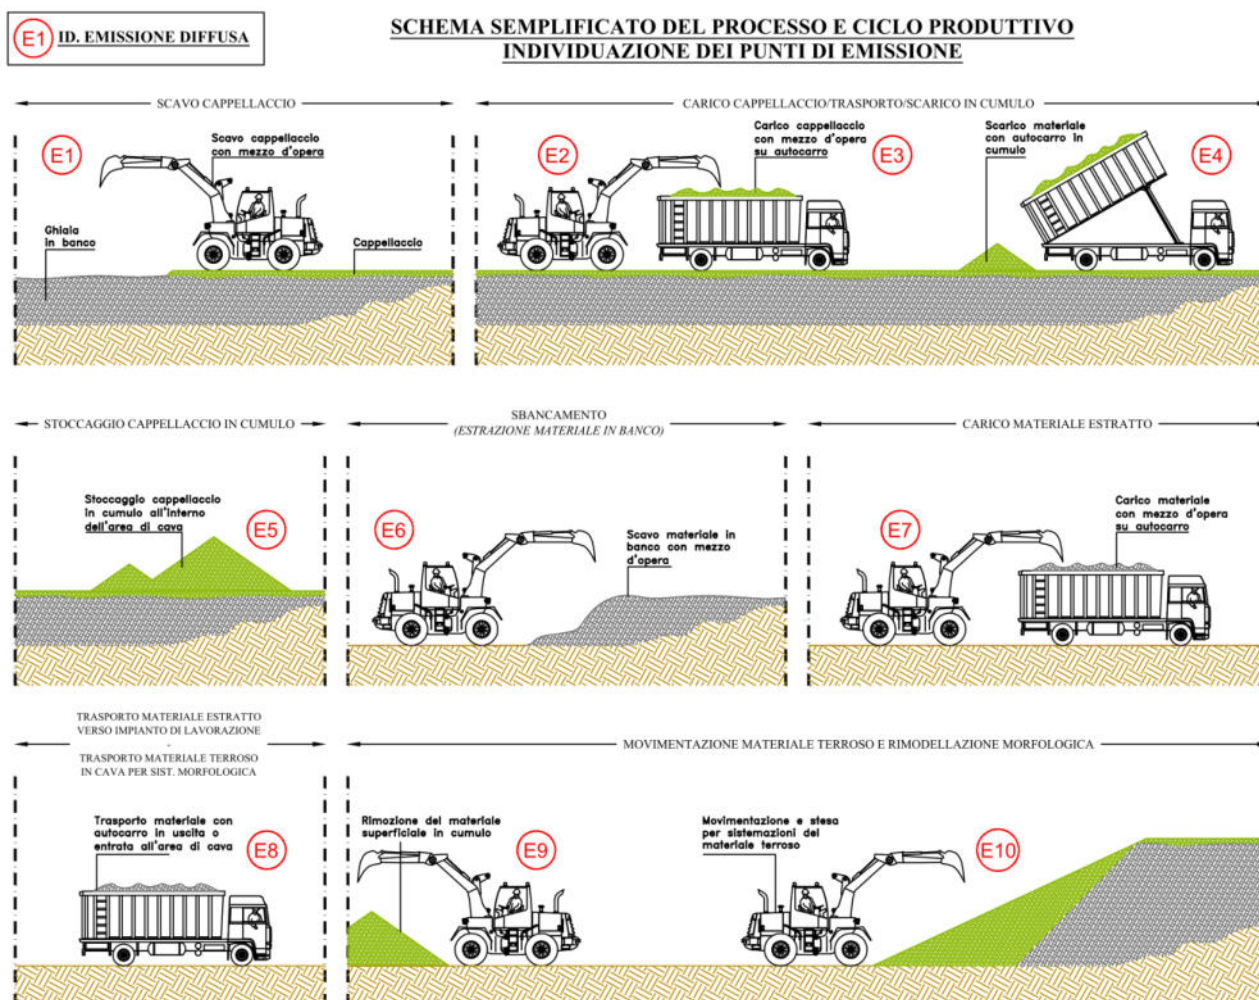 E1 ID. EMISSIONE DIFFUSA
SCHEMA SEMPLIFICATO DEL PROCESSO E CICLO PRODUTTIVO
INDIVIDUAZIONE DEI PUNTI DI EMISSIONE
SCAVO CAPPELLACCIO
E1
Scavo cappellaccio
con mezzo d'opera
Ghiaia
in banco
Cappellaccio
CARICO CAPPELLACCIO/TRASPORTO/SCARICO IN CUMULO
E2
Carico cappellaccio
con mezzo d'opera
su autocarro
E3
Scarico materiale
con autocarro in
cumulo
E4
STOCCAGGIO CAPPELLACCIO IN CUMULO
Stoccaggio cappellaccio
in cumulo all'interno
dell'area di cava
E5
SBANCAMENTO
(ESTRAZIONE MATERIALE IN BANCO)
E6
Scavo materiale in
banco con mezzo
d'opera
CARICO MATERIALE ESTRATTO
E7
Carico materiale
con mezzo d'opera
su autocarro
TRASPORTO MATERIALE ESTRATTO
VERSO IMPIANTO DI LAVORAZIONE
-
TRASPORTO MATERIALE TERROSO
IN CAVA PER SIST. MORFOLOGICA
Trasporto materiale con
autocarro in uscita o
entrata all'area di cava
E8
MOVIMENTAZIONE MATERIALE TERROSO E RIMODELLAZIONE MORFOLOGICA
Rimozione del materiale
superficiale in cumulo
E9
Movimentazione e stesa
per sistemazioni del
materiale terroso
E10